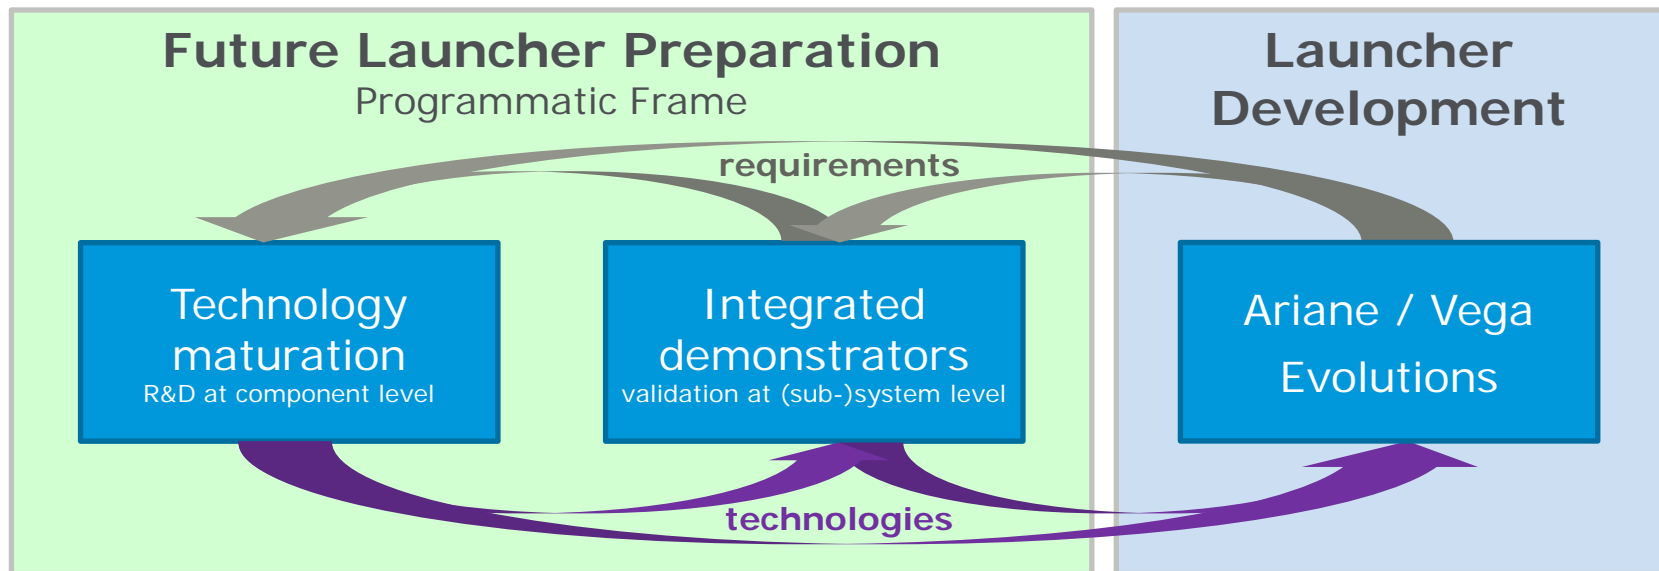 Future Launcher Preparation
Programmatic Frame
Launcher
Development
requirements
Technology
maturation
R&D at component level
Integrated
demonstrators
validation at (sub-)system level
Ariane / Vega
Evolutions
technologies